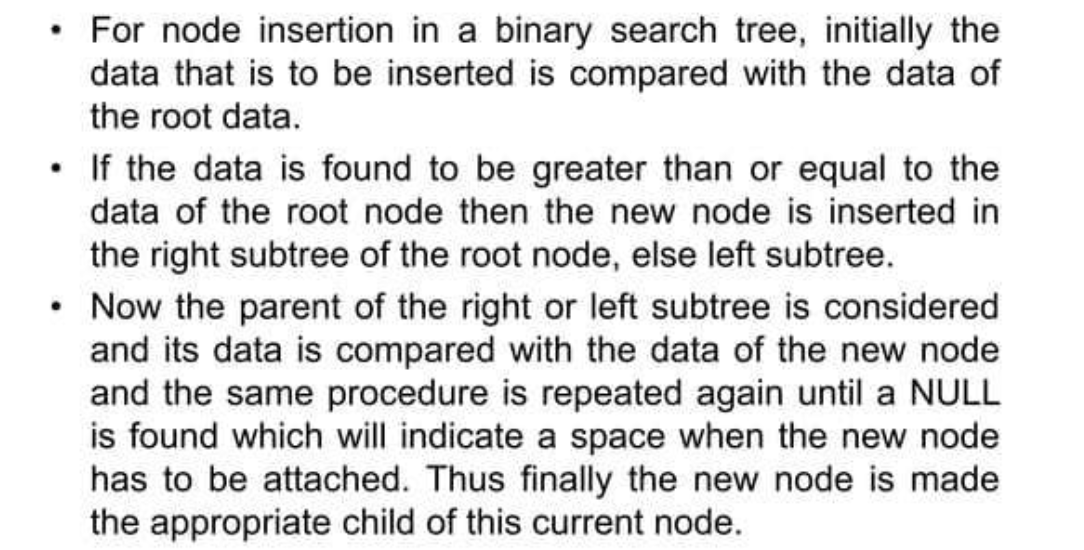 • For node insertion in a binary search tree, initially the
data that is to be inserted is compared with the data of
the root data.
• If the data is found to be greater than or equal to the
data of the root node then the new node is inserted in
the right subtree of the root node, else left subtree.
• Now the parent of the right or left subtree is considered
and its data is compared with the data of the new node
and the same procedure is repeated again until a NULL
is found which will indicate a space when the new node
has to be attached. Thus finally the new node is made
the appropriate child of this current node.